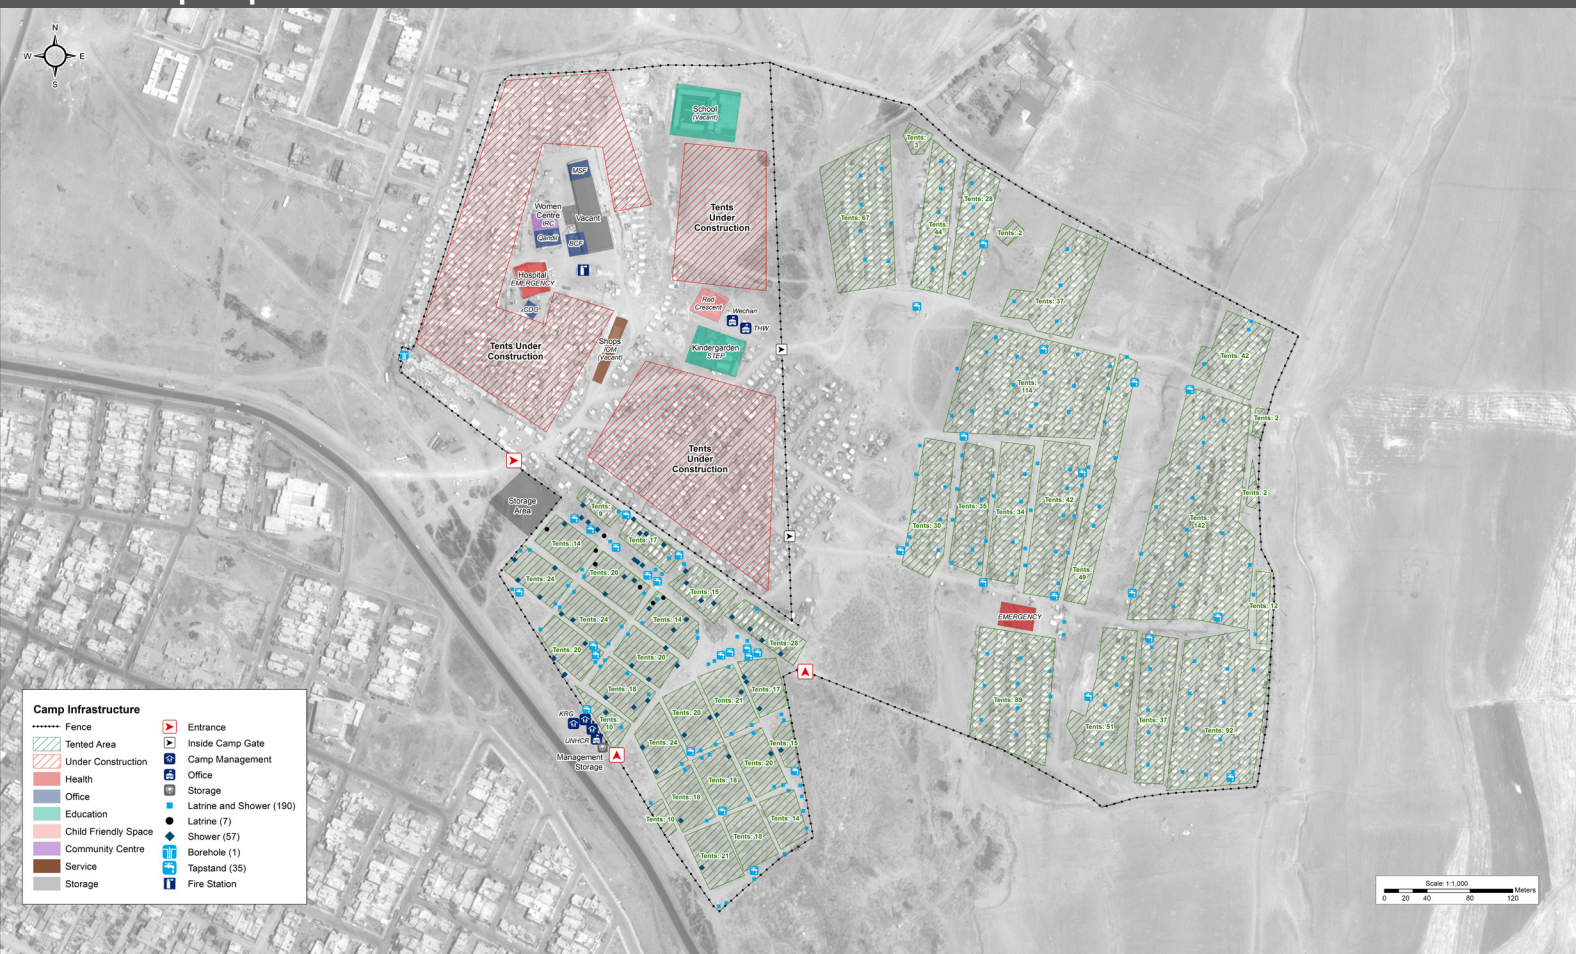 N
W
E
S
School
(Vacant)
MSF
Women
Centre
IRC
Vacant
Qandil
BCF
Hospital
EMERGENCY
CDO
Tents Under
Construction
Shops
IOM
(Vacant)
Tents
Under
Construction
Red
Crescent
Wechan
THW
Kindergarden
STEP
Tents
Under
Construction
Storage
Area
Tents:
3
Tents: 67
Tents:
44
Tents: 28
Tents: 2
Tents: 37
Tents: 42
Tents:
114
Tents: 2
Tents: 2
Tents: 30
Tents: 35
Tents: 34
Tents: 42
Tents:
49
Tents:
142
Tents: 12
EMERGENCY
Tents: 89
Tents: 51
Tents: 37
Tents: 92
Tents:
9
Tents: 14
Tents: 17
Tents: 24
Tents: 20
Tents: 15
Tents: 24
Tents: 14
Tents: 28
Tents: 20
Tents: 20
Tents: 18
Tents: 17
Tents: 21
Tents: 20
Tents:
10
Tents: 24
Tents: 15
Tents: 20
Tents: 18
Tents: 18
Tents: 10
Tents: 14
Tents: 18
Tents: 21
KRG
UNHCR
Management
Storage
Camp Infrastructure
Fence
Tented Area
Under Construction
Health
Office
Education
Child Friendly Space
Community Centre
Service
Storage
Entrance
Inside Camp Gate
Camp Management
Office
Storage
Latrine and Shower (190)
Latrine (7)
Shower (57)
Borehole (1)
Tapstand (35)
Fire Station
Scale: 1:1,000
Meters
0 20 40 80 120